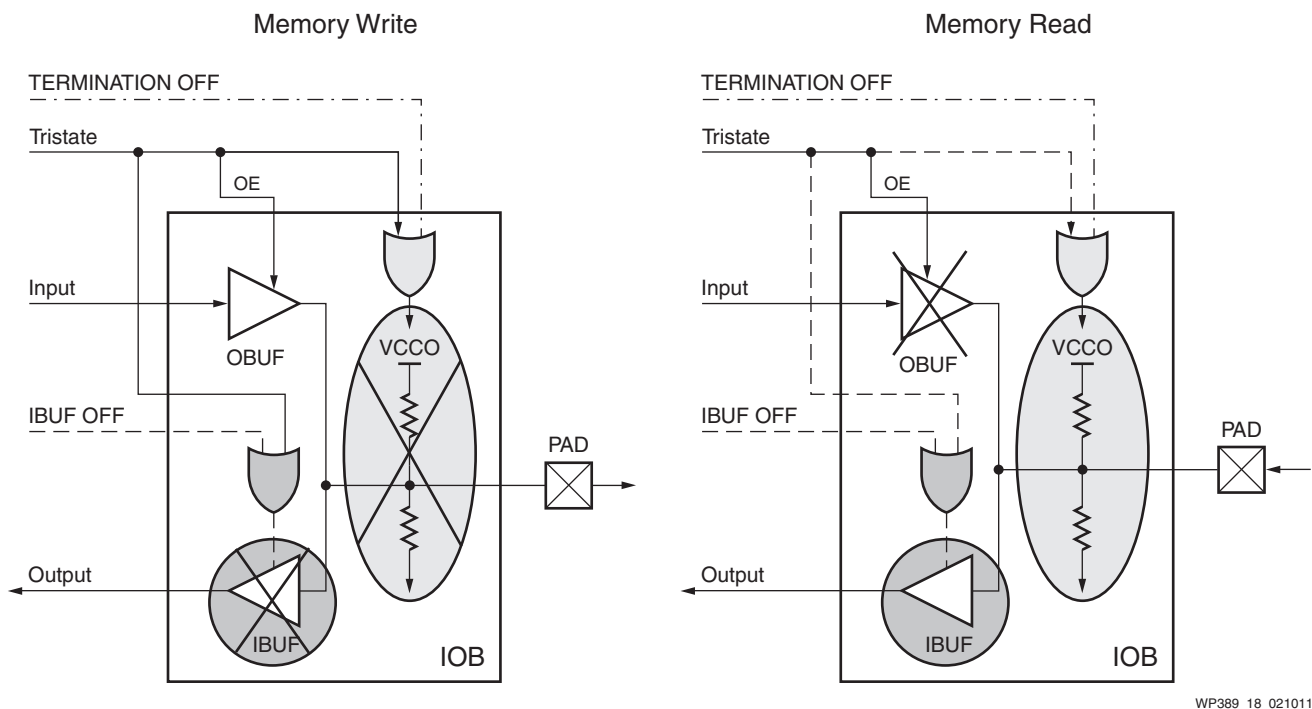 Memory Write
TERMINATION OFF
Tristate
OE
Input
OBUF
VCCO
IBUF OFF
PAD
Output
IBUF
IOB
Memory Read
TERMINATION OFF
Tristate
OE
Input
OBUF
VCCO
IBUF OFF
PAD
Output
IBUF
IOB
WP389_18_021011